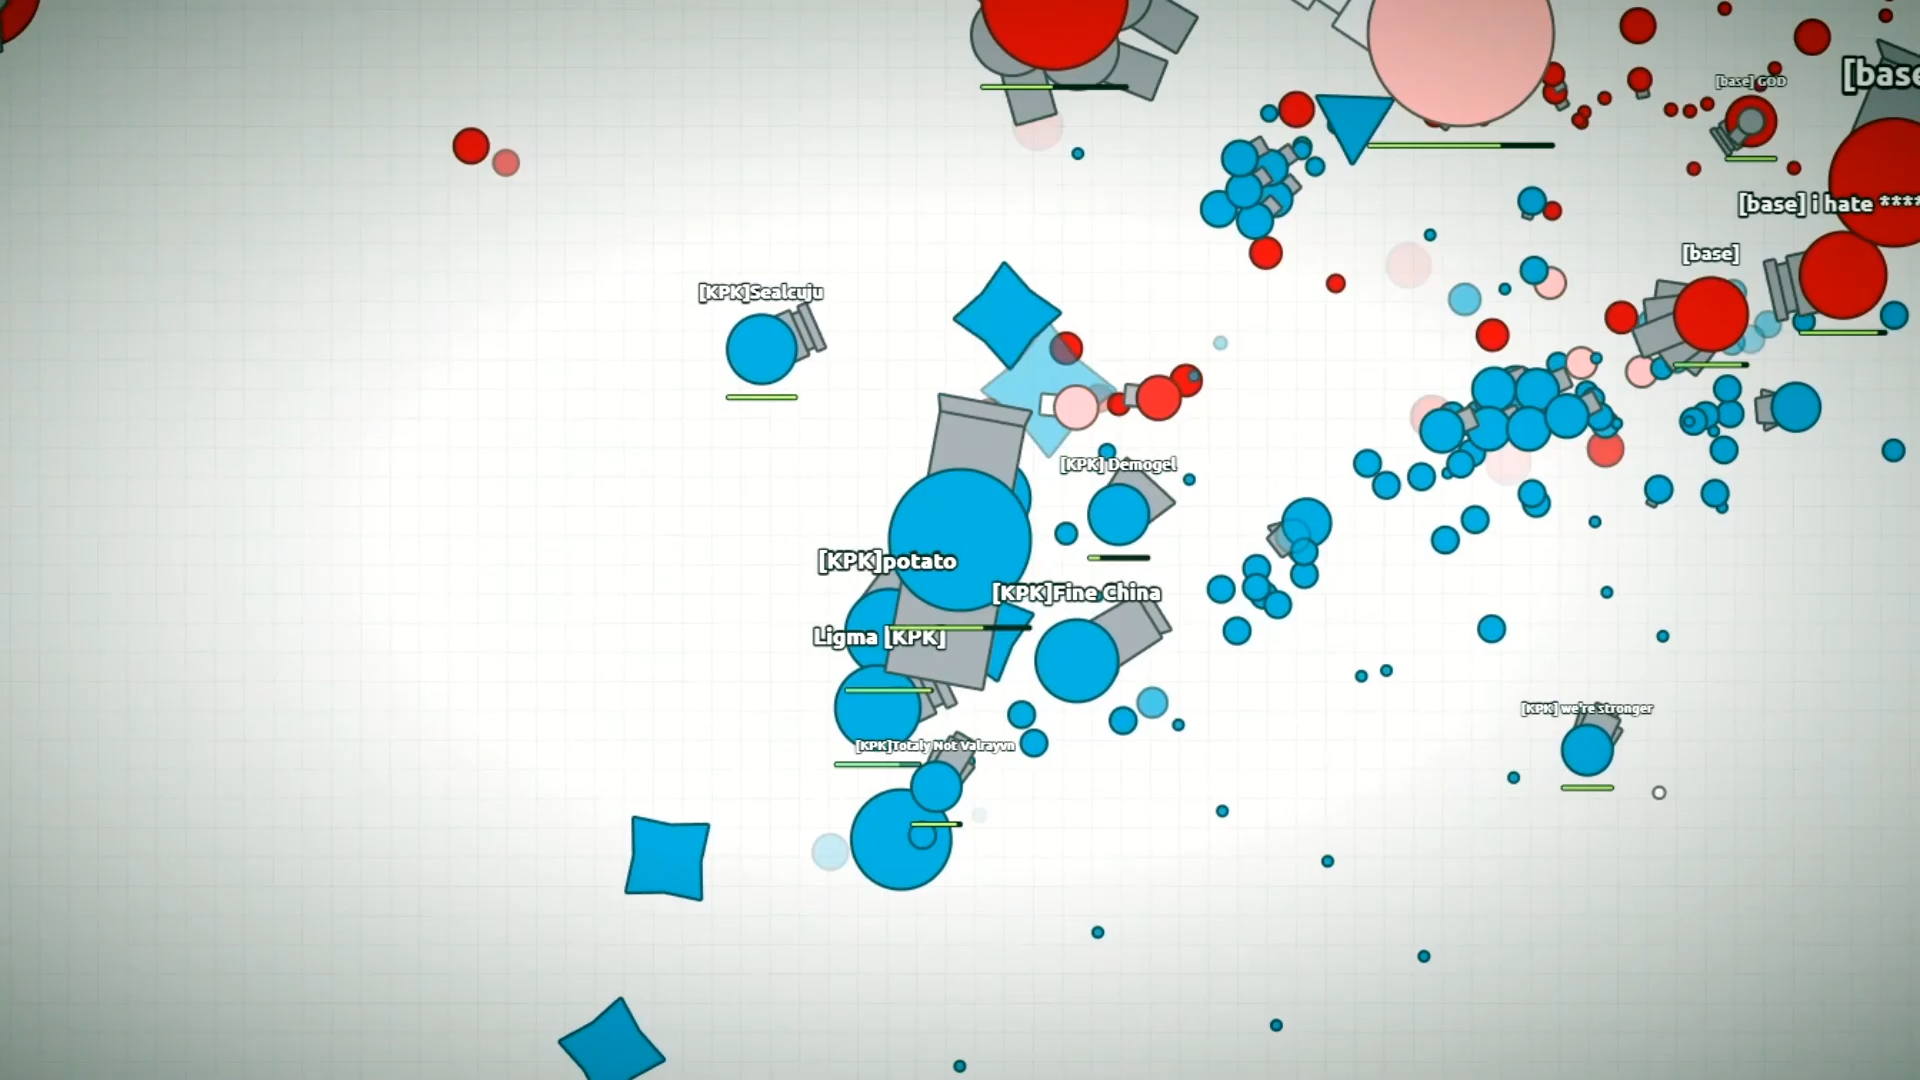 [base] GOD
[base
[base] i hate ****
[base]
[KPK]Sealcuju
[KPK] Demogel
[KPK]potato
[KPK]Fine China
Ligma [KPK]
[KPK] we're stronger
[KPK]Totaly Not Valrayvn